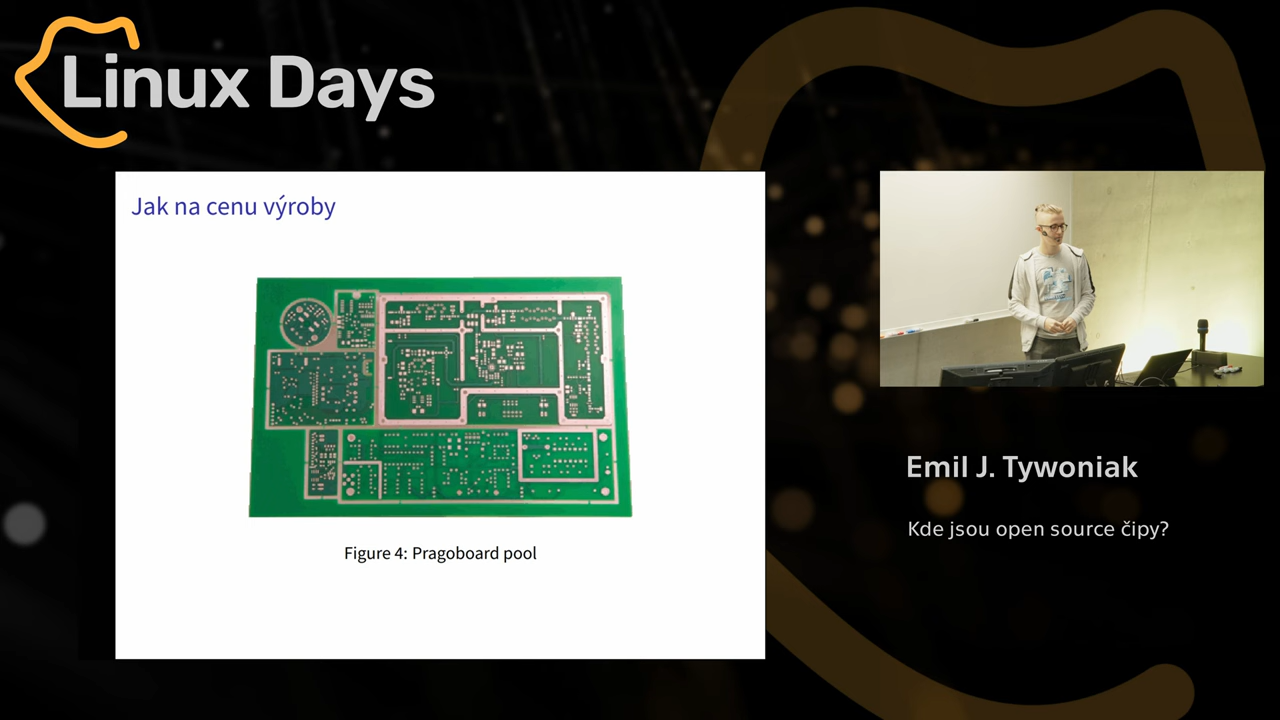 Linux Days
Jak na cenu výroby
Figure 4: Pragoboard pool
Emil J. Tywoniak
Kde jsou open source čipy?